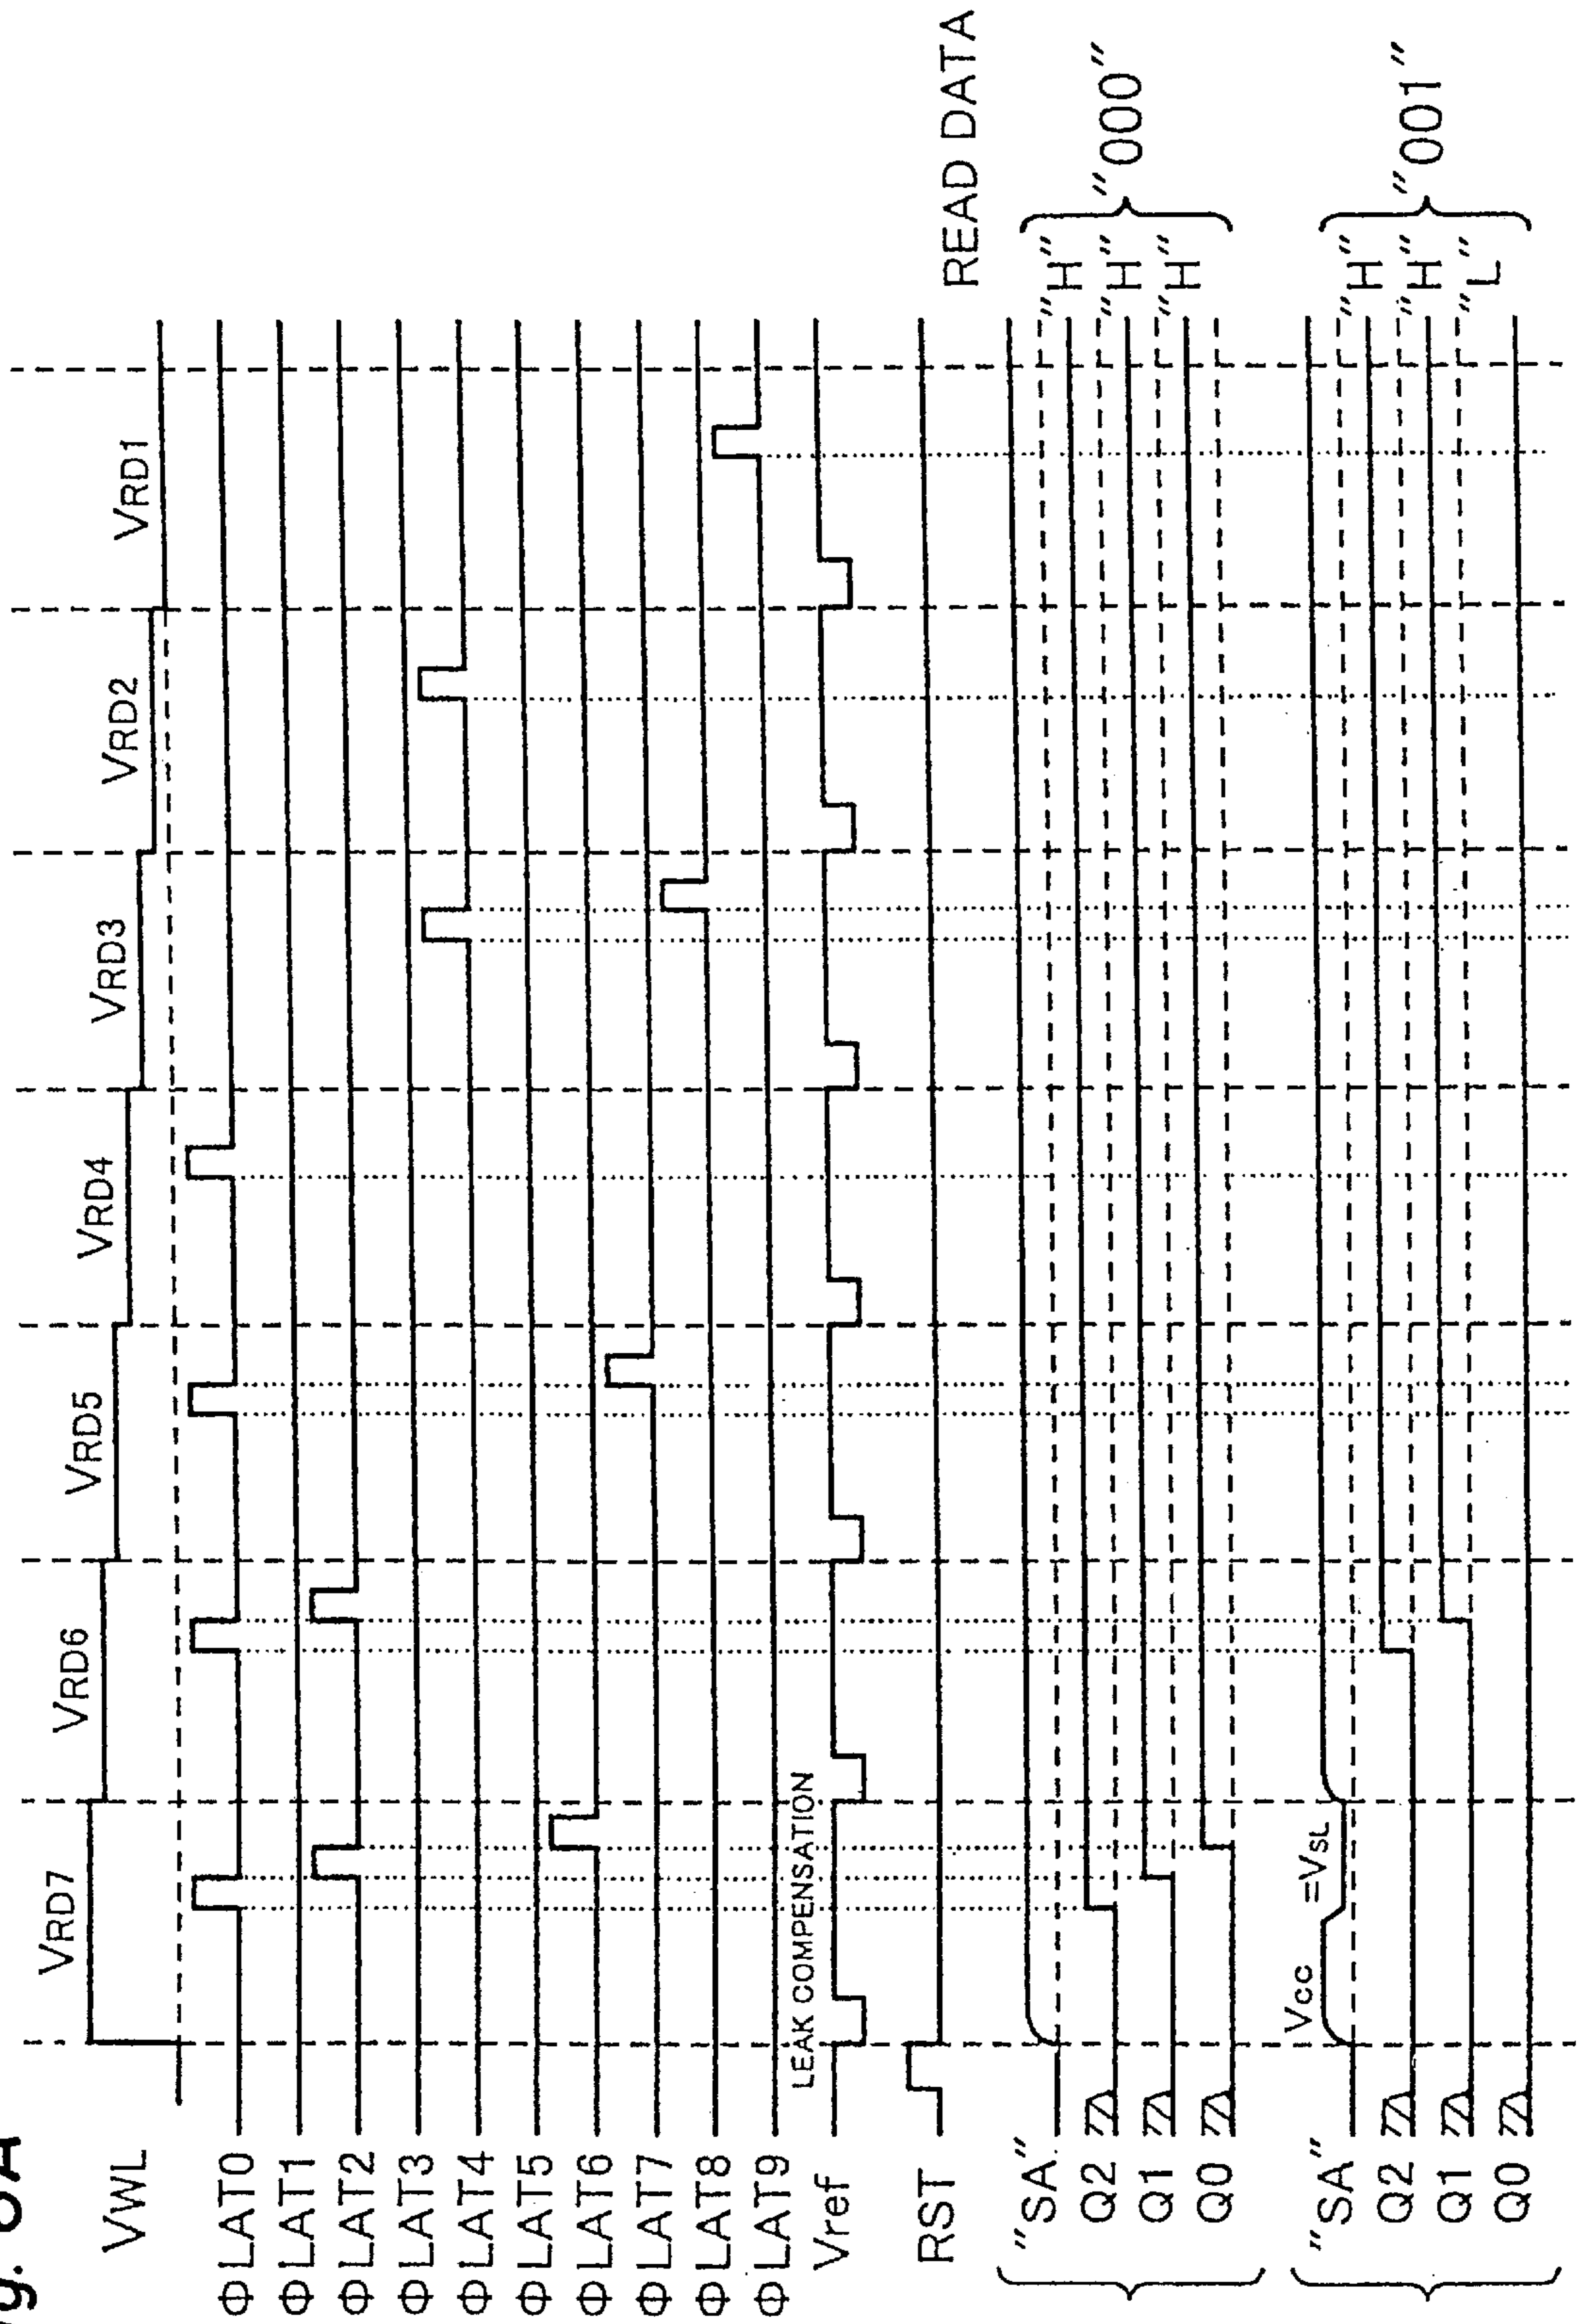 VWL
VRD7
VRD6
VRD5
VRD4
VRD3
VRD2
VRD1
ΦLAT0
ΦLAT1
ΦLAT2
ΦLAT3
ΦLAT4
ΦLAT5
ΦLAT6
ΦLAT7
ΦLAT8
ΦLAT9
LEAK COMPENSATION
Vref
RST
READ DATA
"SA"
Q2 "H"
Q1 "H"
Q0 "H"
"000"
Vcc =VSL
"SA"
Q2 "H"
Q1 "H"
Q0 "L"
"001"